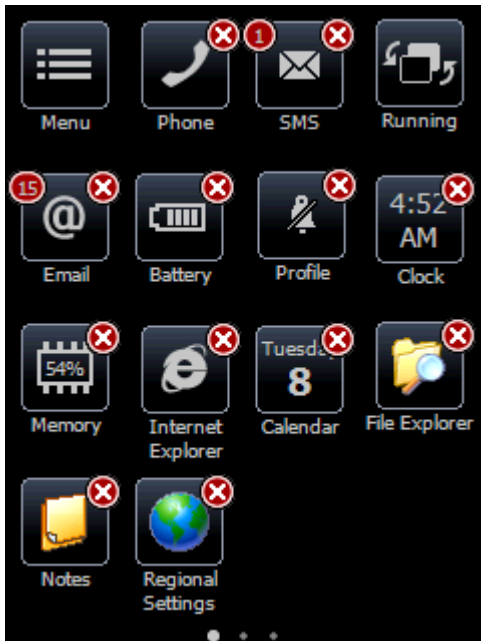 1
Menu
Phone
SMS
Running
15
@
4:52
AM
Email
Battery
Profile
Clock
54%
8
Memory
Internet
Explorer
Calendar
File Explorer
Notes
Regional
Settings